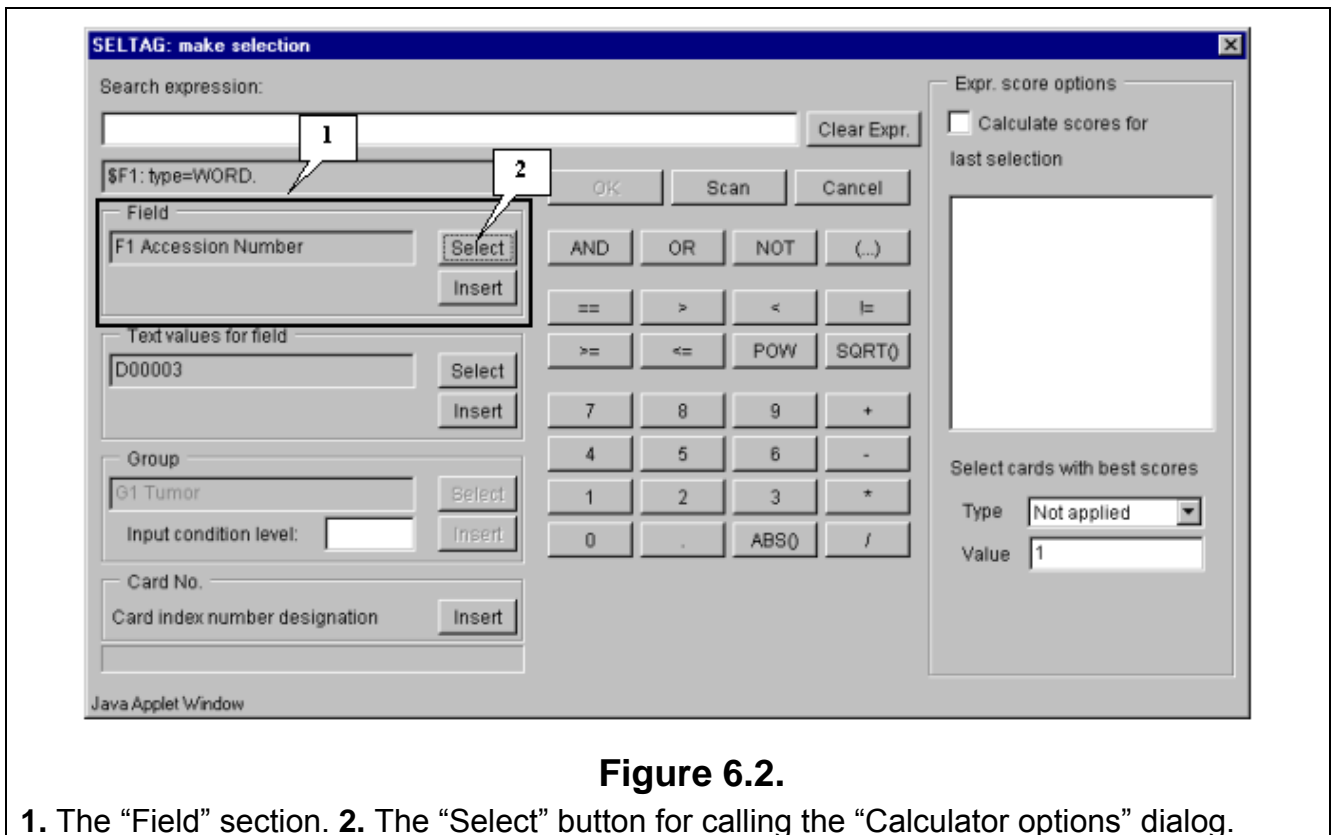 SELTAG: make selection
Search expression:
Clear Expr.
1
$F1: type=WORD.
2
OK Scan Cancel
Field
F1 Accession Number
Select
Insert
AND OR NOT (...)
== > < !=
>= <= POW SQRT()
Text values for field
D00003
Select
Insert
7 8 9 +
4 5 6 -
1 2 3 *
0 . ABS() /
Group
G1 Tumor
Select
Input condition level:
Insert
Card No.
Card index number designation
Insert
Expr. score options
Calculate scores for
last selection
Select cards with best scores
Type Not applied
Value 1
Java Applet Window
Figure 6.2.
1. The “Field” section. 2. The “Select” button for calling the “Calculator options” dialog.